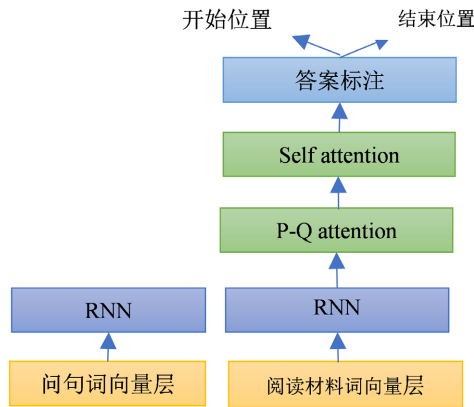 开始位置
结束位置
答案标注
Self attention
P-Q attention
RNN
RNN
问句词向量层
阅读材料词向量层